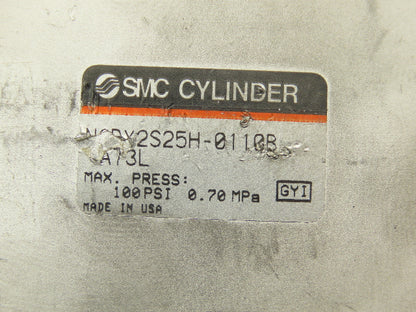 SMC CYLINDER
NCDY2S25H-0110B
A73L
MAX. PRESS:
100PSI 0.70 MPa
GYI
MADE IN USA